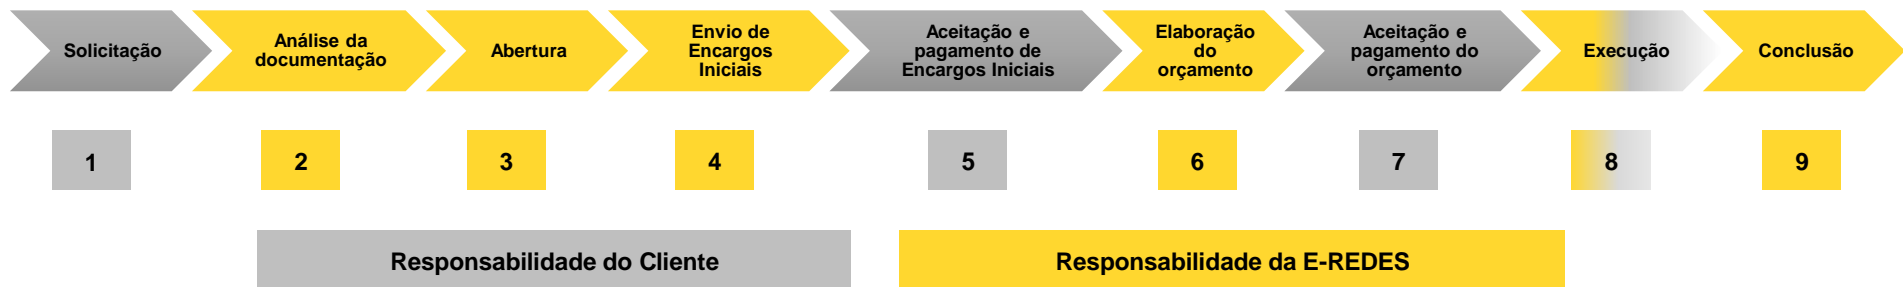 Solicitação
Análise da
documentação
Abertura
Envio de
Encargos
Iniciais
Aceitação e
pagamento de
Encargos Iniciais
Elaboração
do
orçamento
Aceitação e
pagamento do
orçamento
Execução
Conclusão
1
2
3
4
5
6
7
8
9
Responsabilidade do Cliente
Responsabilidade da E-REDES